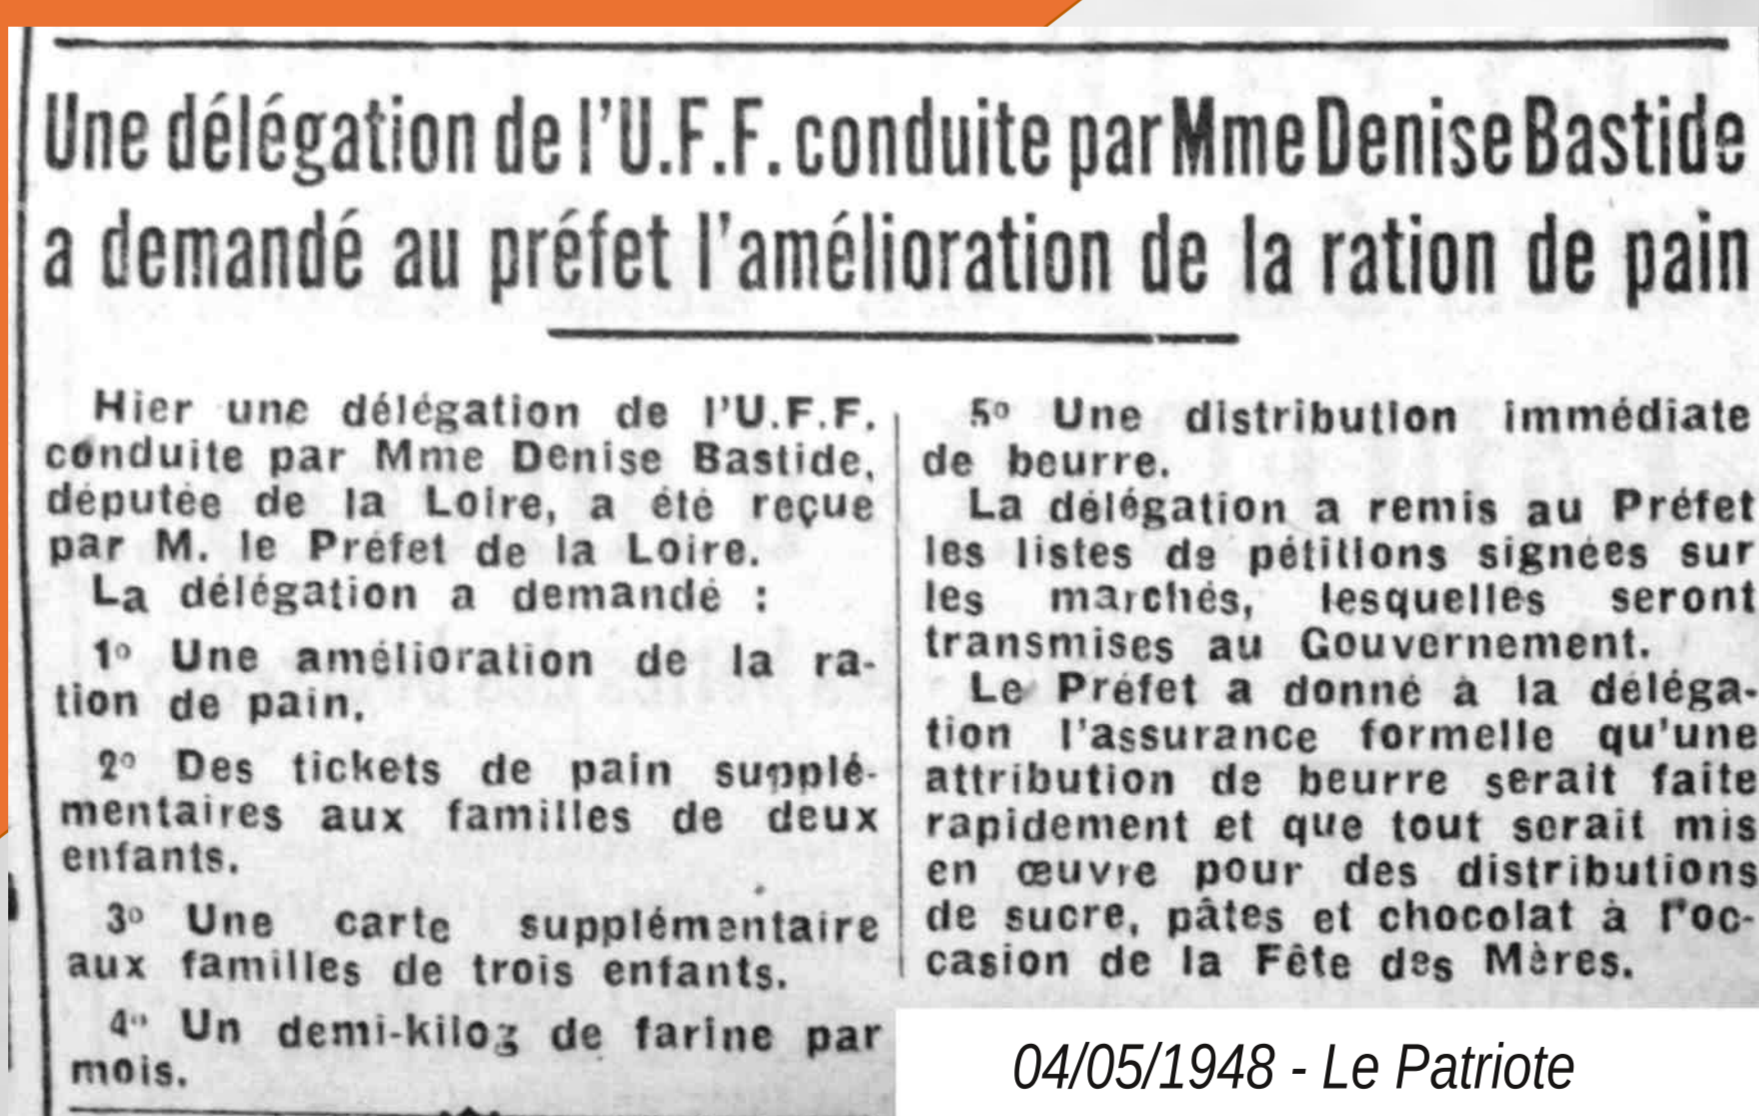 Une délégation de l'U.F.F. conduite par Mme Denise Bastide
a demandé au préfet l'amélioration de la ration de pain
Hier une délégation de l'U.F.F.
conduite par Mme Denise Bastide,
députée de la Loire, a été reçue
par M. le Préfet de la Loire.
La délégation a demandé :
1º Une amélioration de la ra-
tion de pain.
2º Des tickets de pain supplé-
mentaires aux familles de deux
enfants.
3º Une carte supplémentaire
aux familles de trois enfants.
4º Un demi-kilog de farine par
mois.
5º Une distribution immédiate
de beurre.
La délégation a remis au Préfet
les listes de pétitions signées sur
les marchés, lesquelles seront
transmises au Gouvernement.
Le Préfet a donné à la déléga-
tion l'assurance formelle qu'une
attribution de beurre serait faite
rapidement et que tout serait mis
en œuvre pour des distributions
de sucre, pâtes et chocolat à l'oc-
casion de la Fête des Mères.
04/05/1948 - Le Patriote